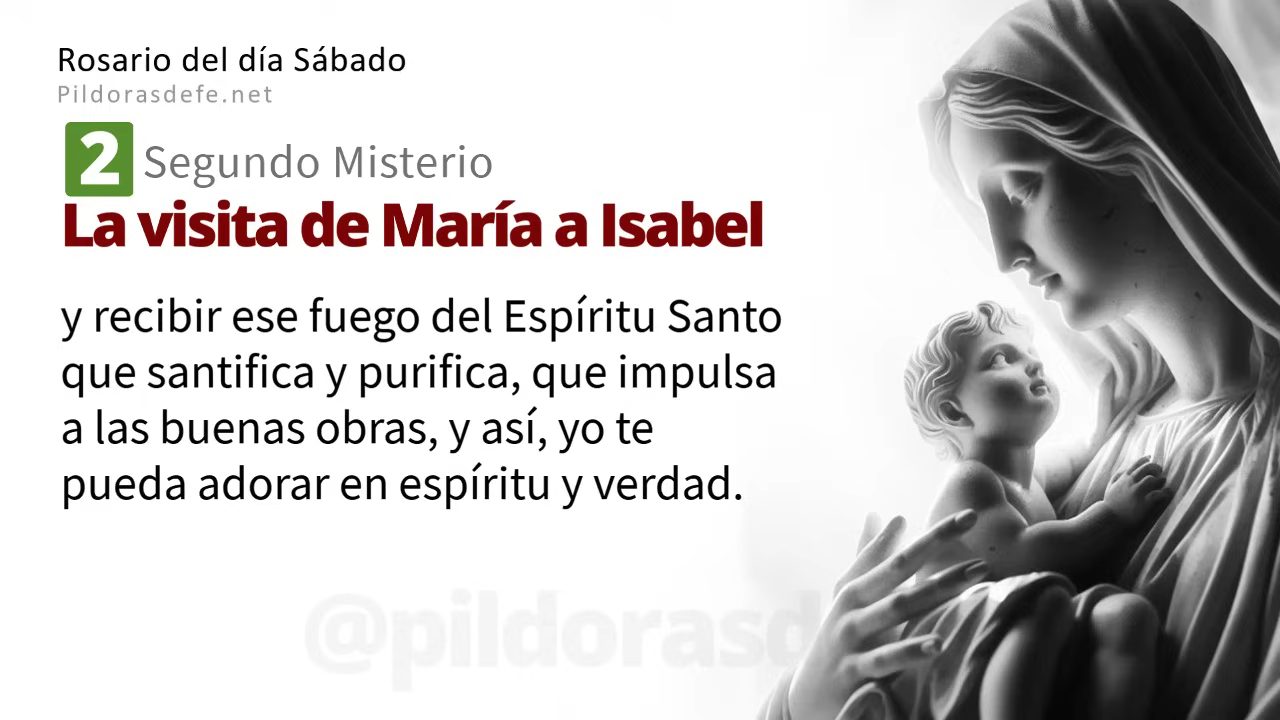 Rosario del día Sábado
Pildorasdefe.net
2 Segundo Misterio
La visita de María a Isabel
y recibir ese fuego del Espíritu Santo
que santifica y purifica, que impulsa
a las buenas obras, y así, yo te
pueda adorar en espíritu y verdad.
@pildorasd